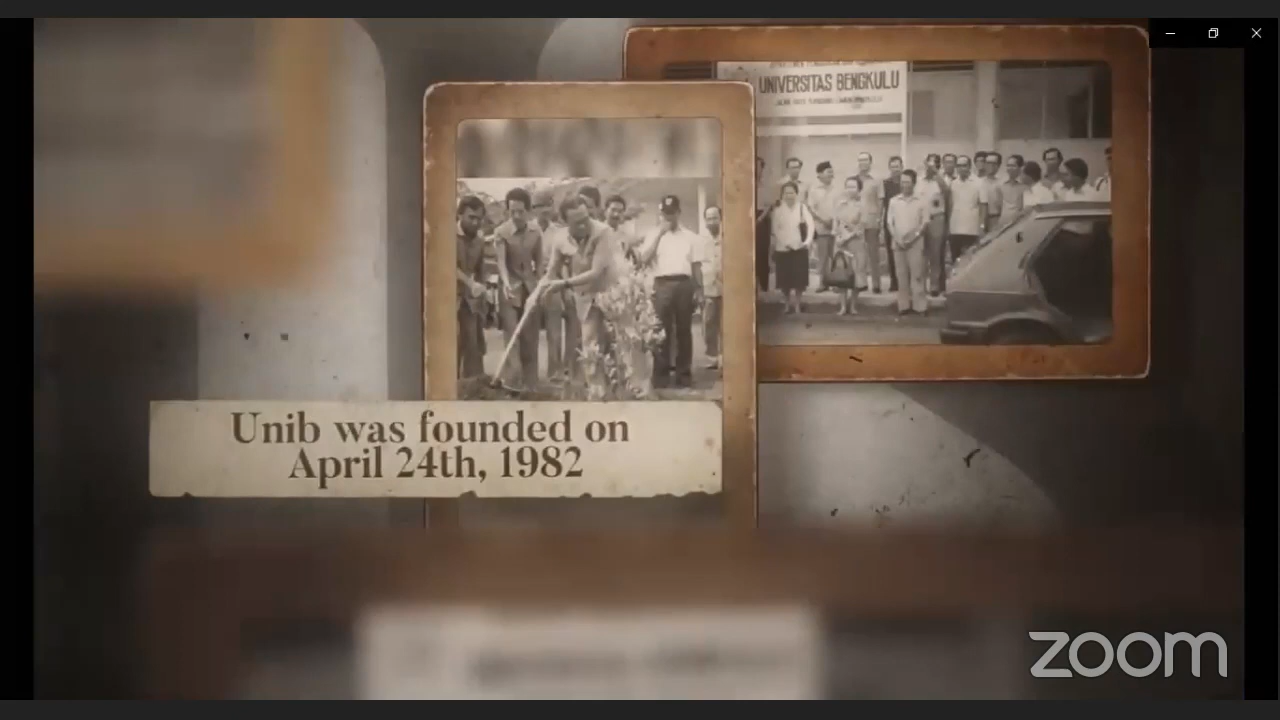 UNIVERSITAS BENGKULU
Unib was founded on
April 24th, 1982
zoom